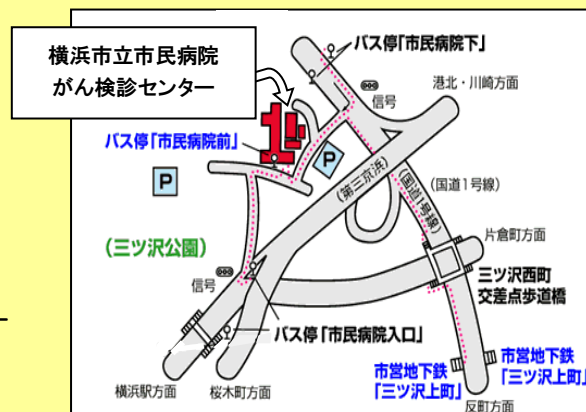 横浜市立市民病院
がん検診センター
バス停「市民病院下」
信号
港北・川崎方面
バス停「市民病院前」
P
P
(第三京浜)
(国道1号線)
(国道1号線)
(三ツ沢公園)
片倉町方面
信号
三ツ沢西町
交差点歩道橋
バス停「市民病院入口」
市営地下鉄
「三ツ沢上町」
市営地下鉄
「三ツ沢上町」
横浜駅方面
桜木町方面
反町方面